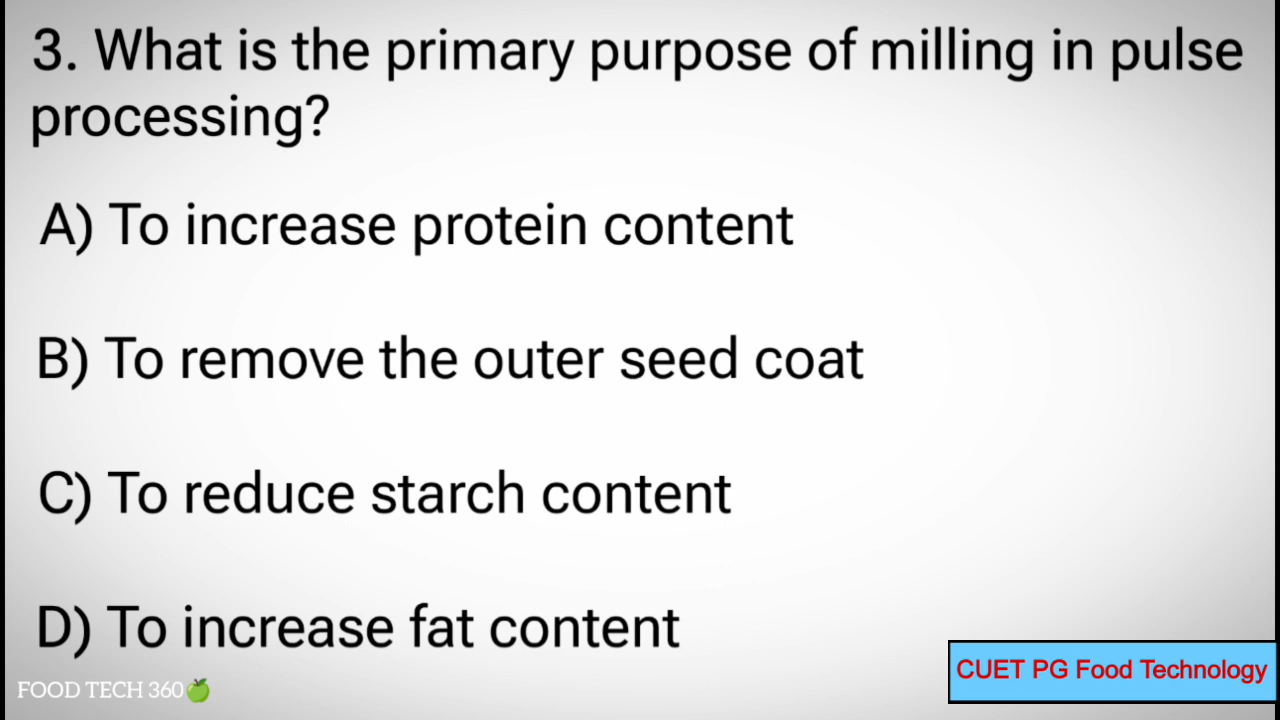 3. What is the primary purpose of milling in pulse
processing?
A) To increase protein content
B) To remove the outer seed coat
C) To reduce starch content
D) To increase fat content
CUET PG Food Technology
FOOD TECH 360